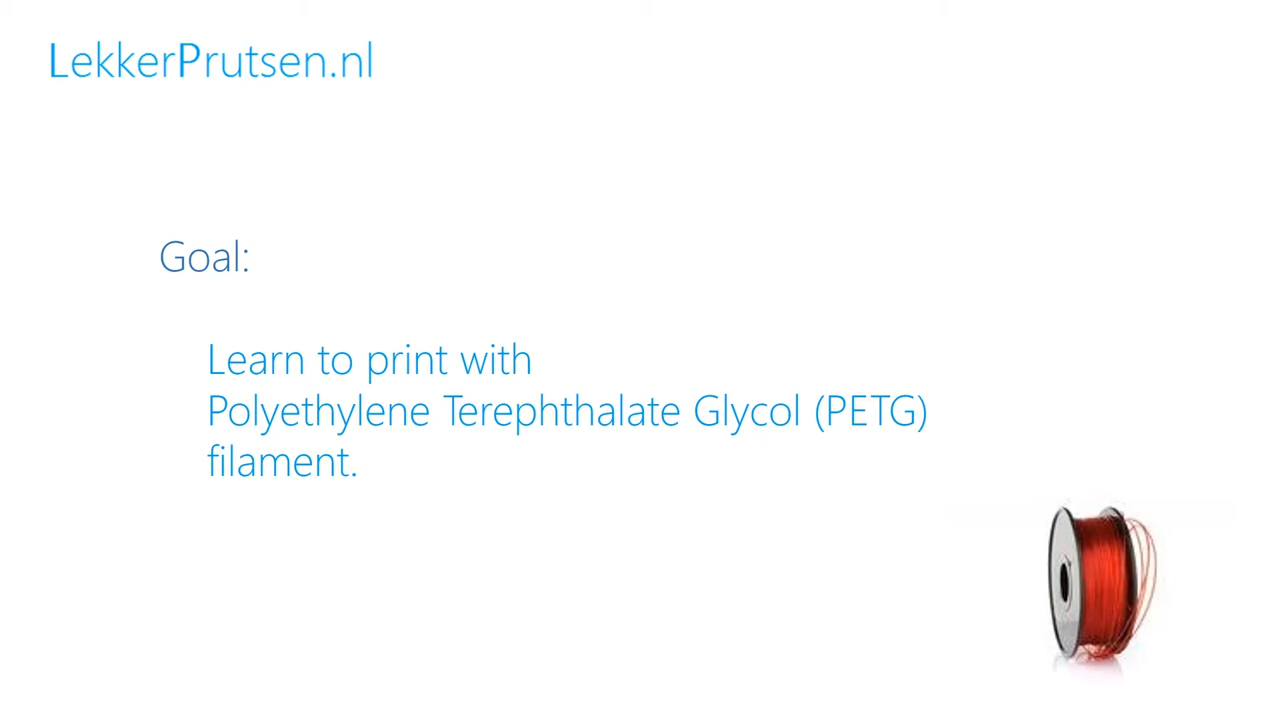 LekkerPrutsen.nl
Goal:
Learn to print with
Polyethylene Terephthalate Glycol (PETG)
filament.